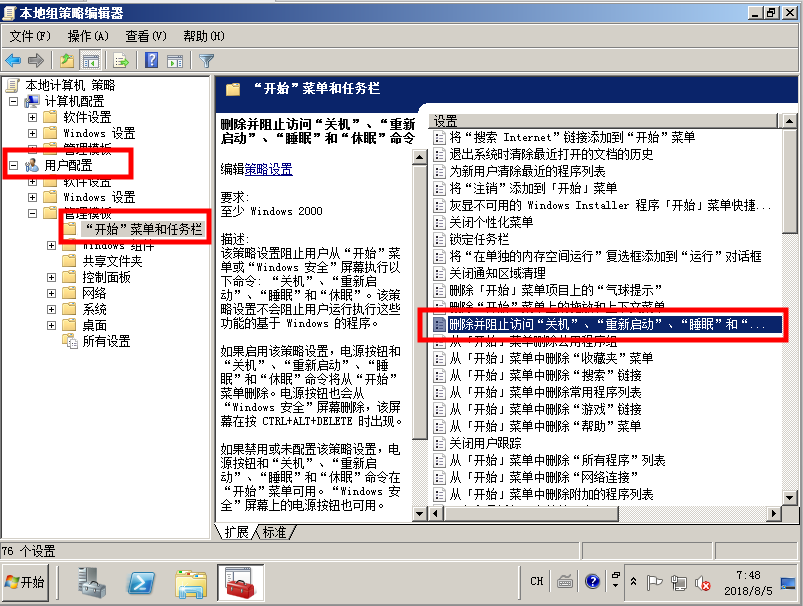 本地组策略编辑器
文件(F) 操作(A) 查看(V) 帮助(H)
本地计算机 策略
计算机配置
软件设置
Windows 设置
管理模板
用户配置
软件设置
Windows 设置
管理模板
“开始”菜单和任务栏
Windows 组件
共享文件夹
控制面板
网络
系统
桌面
所有设置
“开始”菜单和任务栏
删除并阻止访问“关机”、“重新启动”、“睡眠”和“休眠”命令
编辑策略设置
要求:
至少 Windows 2000
描述:
该策略设置阻止用户从“开始”菜
单或“Windows 安全”屏幕执行以
下命令: “关机”、“重新启
动”、“睡眠”和“休眠”。该策
略设置不会阻止用户运行执行这些
功能的基于 Windows 的程序。
如果启用该策略设置，电源按钮和
“关机”、“重新启动”、“睡
眠”和“休眠”命令将从“开始”
菜单删除。电源按钮也会从
“Windows 安全”屏幕删除，该屏
幕在按 CTRL+ALT+DELETE 时出现。
如果禁用或未配置该策略设置，电
源按钮和“关机”、“重新启
动”、“睡眠”和“休眠”命令在
“开始”菜单可用。“Windows 安
全”屏幕上的电源按钮也可用。
设置
将“搜索 Internet”链接添加到“开始”菜单
退出系统时清除最近打开的文档的历史
为新用户清除最近的程序列表
将“注销”添加到「开始」菜单
灰显不可用的 Windows Installer 程序「开始」菜单快捷...
关闭个性化菜单
锁定任务栏
将“在单独的内存空间运行”复选框添加到“运行”对话框
关闭通知区域清理
删除「开始」菜单项目上的“气球提示”
删除“开始”菜单上的拖放和上下文菜单
删除并阻止访问“关机”、“重新启动”、“睡眠”和“...
从「开始」菜单删除公用程序组
从「开始」菜单中删除“收藏夹”菜单
从「开始」菜单中删除“搜索”链接
从「开始」菜单中删除常用程序列表
从「开始」菜单中删除“游戏”链接
从「开始」菜单中删除“帮助”菜单
关闭用户跟踪
从「开始」菜单中删除“所有程序”列表
从「开始」菜单中删除“网络连接”
从「开始」菜单中删除附加的程序列表
扩展 标准
76 个设置
开始
CH
7:48
2018/8/5